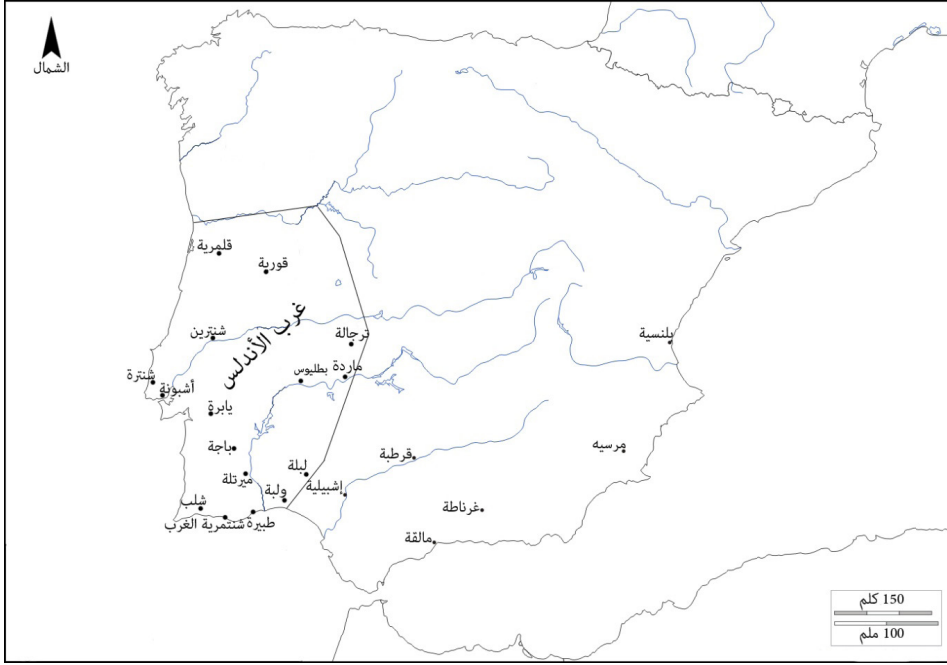 الشمال
قلمرية
قورية
غرب الأندلس
شنترين
ترجالة
بلنسية
شنترة
أشبونة
بطليوس
ماردة
يابرة
باجة
قرطبة
مرسيه
ميرتلة
لبلة
إشبيلية
ولبة
شلب
شنتمرية الغرب
طبيرة
غرناطة
مالقة
150 كلم
100 ملم